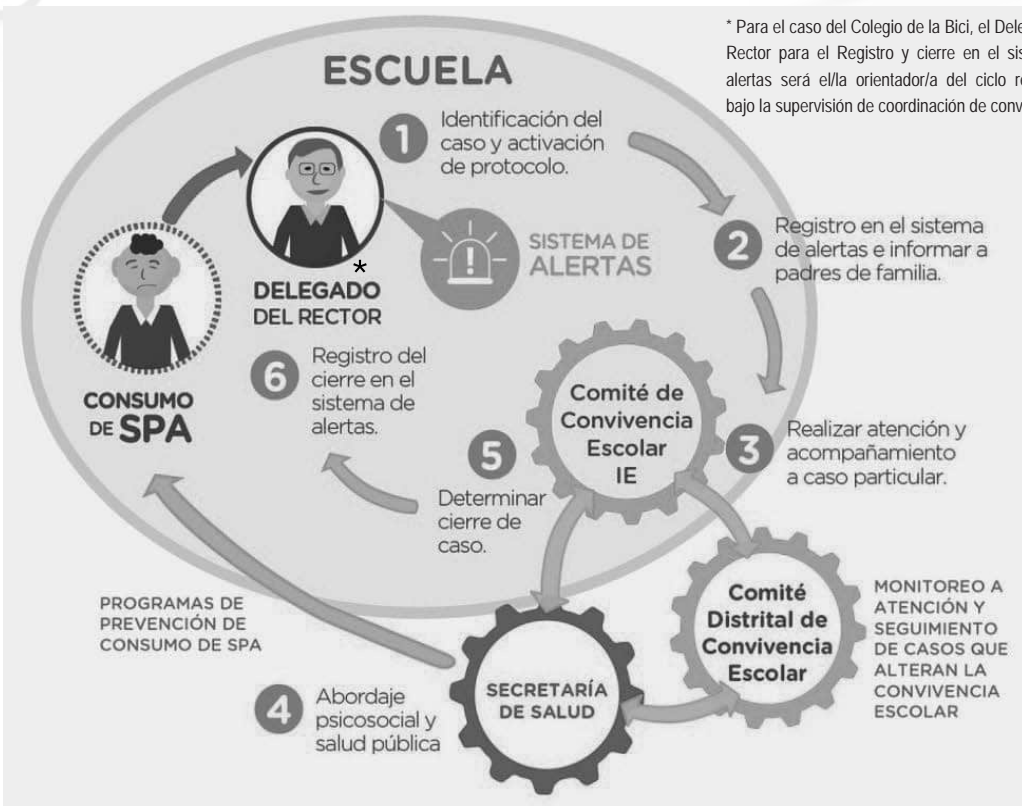 * Para el caso del Colegio de la Bici, el Dele
Rector para el Registro y cierre en el sis
alertas será el/la orientador/a del ciclo re
bajo la supervisión de coordinación de conv
ESCUELA
1
Identificación del
caso y activación
de protocolo.
2
Registro en el sistema
de alertas e informar a
padres de familia.
SISTEMA DE
ALERTAS
*
DELEGADO
DEL RECTOR
CONSUMO
DE SPA
6
Registro del
cierre en el
sistema de
alertas.
Comité de
Convivencia
Escolar
IE
3
Realizar atención y
acompañamiento
a caso particular.
5
Determinar
cierre de
caso.
PROGRAMAS DE
PREVENCIÓN DE
CONSUMO DE SPA
Comité
Distrital de
Convivencia
Escolar
MONITOREO A
ATENCIÓN Y
SEGUIMIENTO
DE CASOS QUE
ALTERAN LA
CONVIVENCIA
ESCOLAR
4
Abordaje
psicosocial y
salud pública
SECRETARÍA
DE SALUD